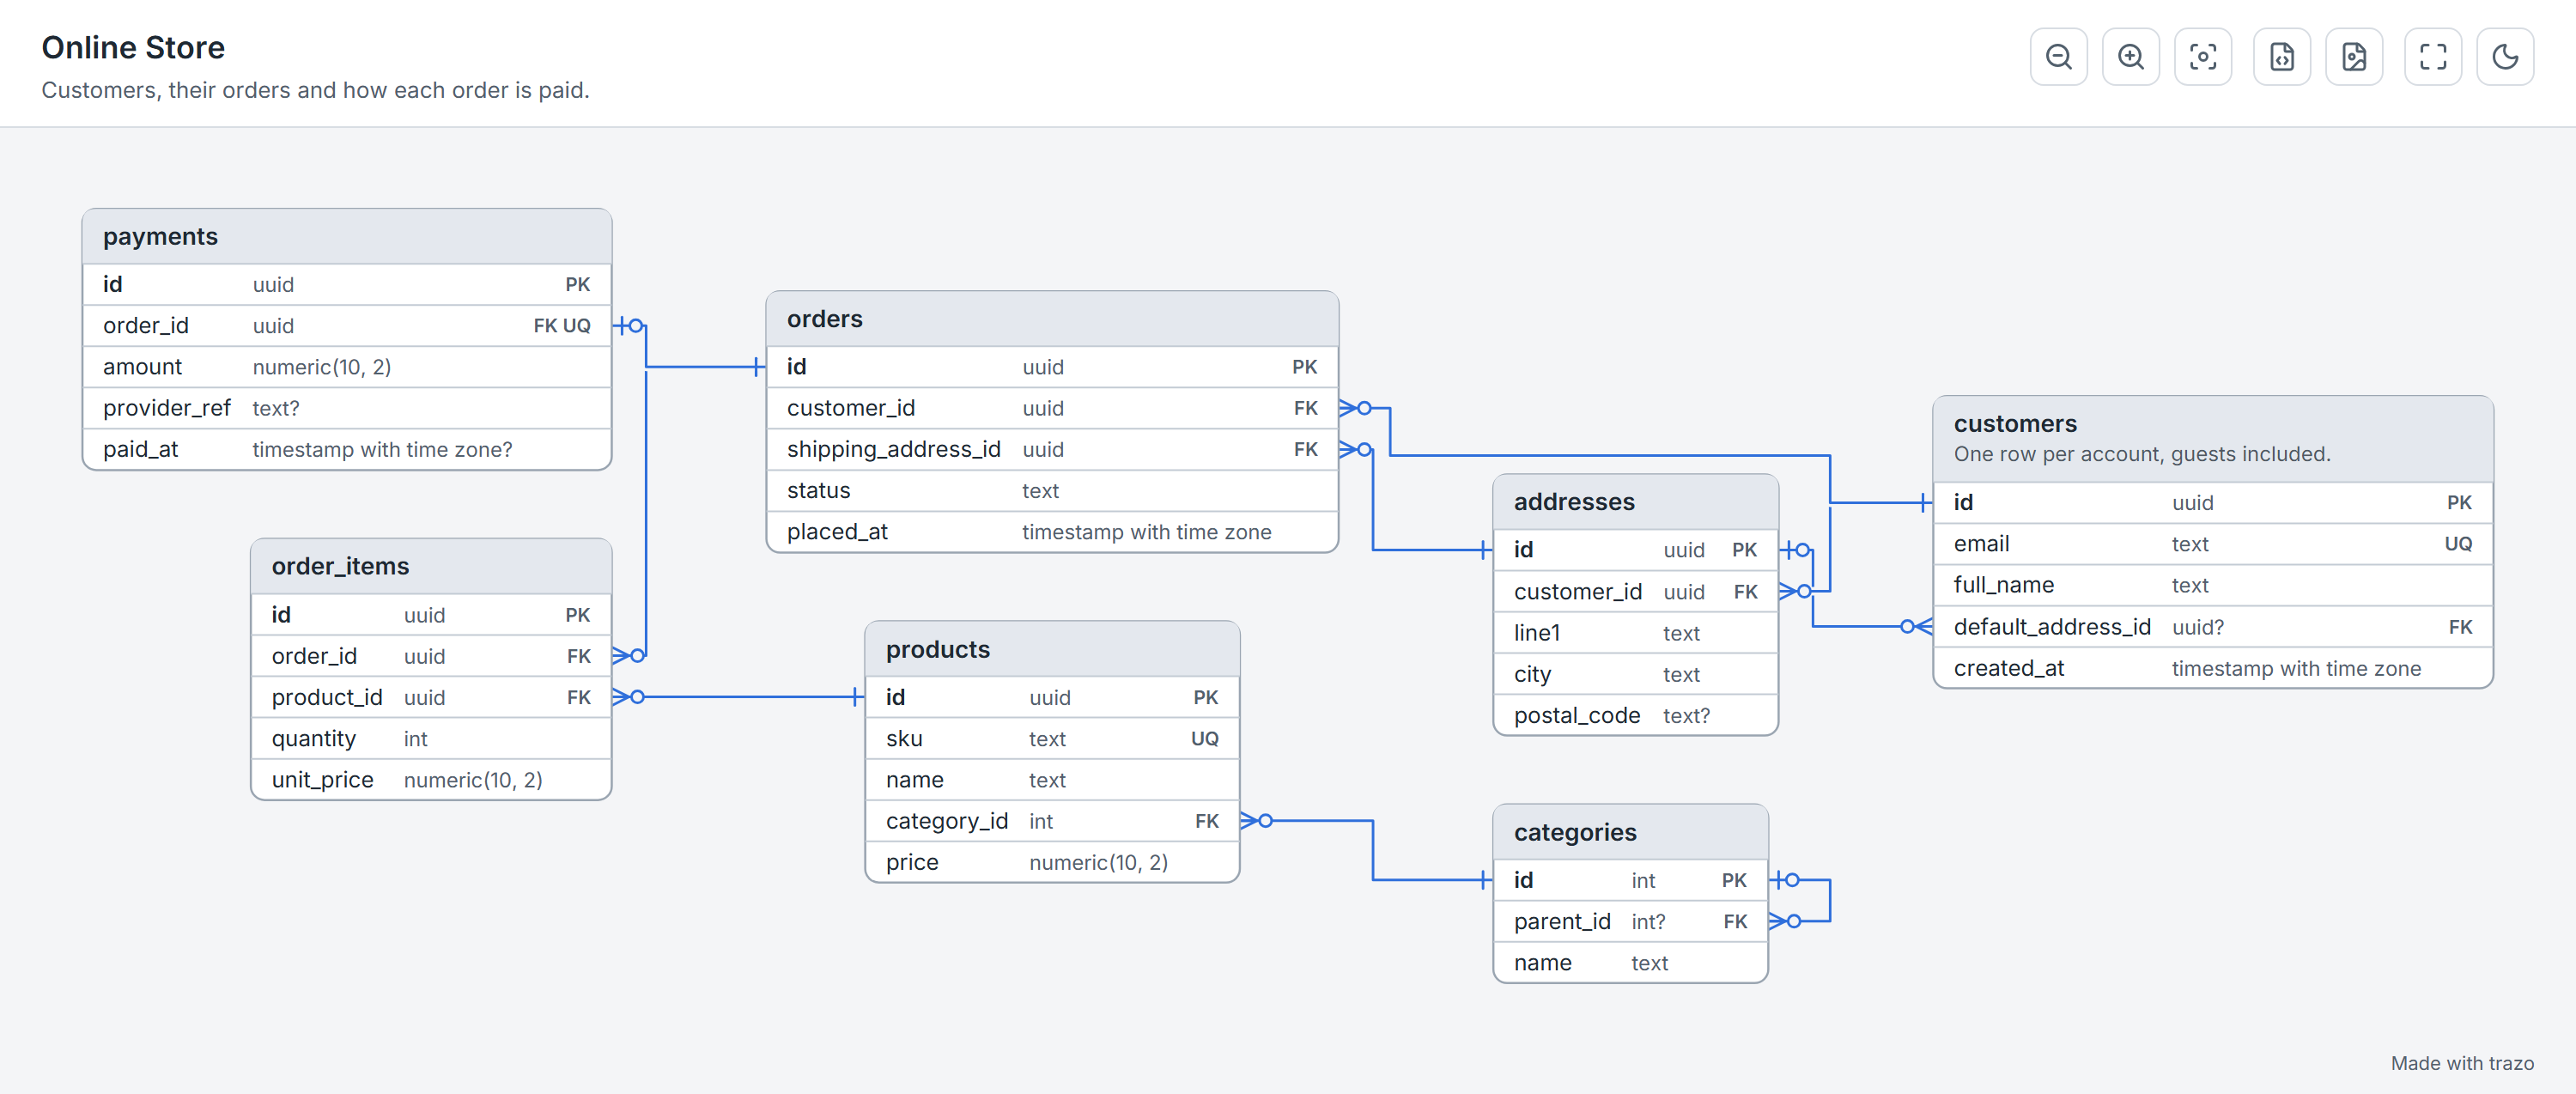 Online Store
Customers, their orders and how each order is paid.
payments
id uuid PK
order_id uuid FK UQ
amount numeric(10, 2)
provider_ref text?
paid_at timestamp with time zone?
order_items
id uuid PK
order_id uuid FK
product_id uuid FK
quantity int
unit_price numeric(10, 2)
orders
id uuid PK
customer_id uuid FK
shipping_address_id uuid FK
status text
placed_at timestamp with time zone
products
id uuid PK
sku text UQ
name text
category_id int FK
price numeric(10, 2)
addresses
id uuid PK
customer_id uuid FK
line1 text
city text
postal_code text?
categories
id int PK
parent_id int? FK
name text
customers
One row per account, guests included.
id uuid PK
email text UQ
full_name text
default_address_id uuid? FK
created_at timestamp with time zone
Made with trazo